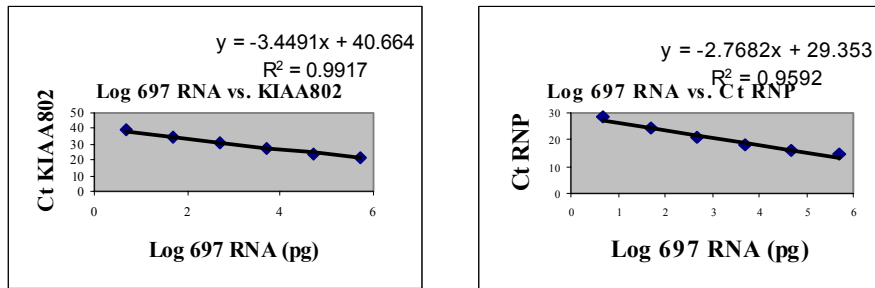 y = -3.4491x + 40.664
R² = 0.9917
Log 697 RNA vs. KIAA802
50
40
30
20
10
0
Ct KIAA802
0 2 4 6
Log 697 RNA (pg)
y = -2.7682x + 29.353
R² = 0.9592
Log 697 RNA vs. Ct RNP
30
20
10
0
Ct RNP
0 1 2 3 4 5 6
Log 697 RNA (pg)